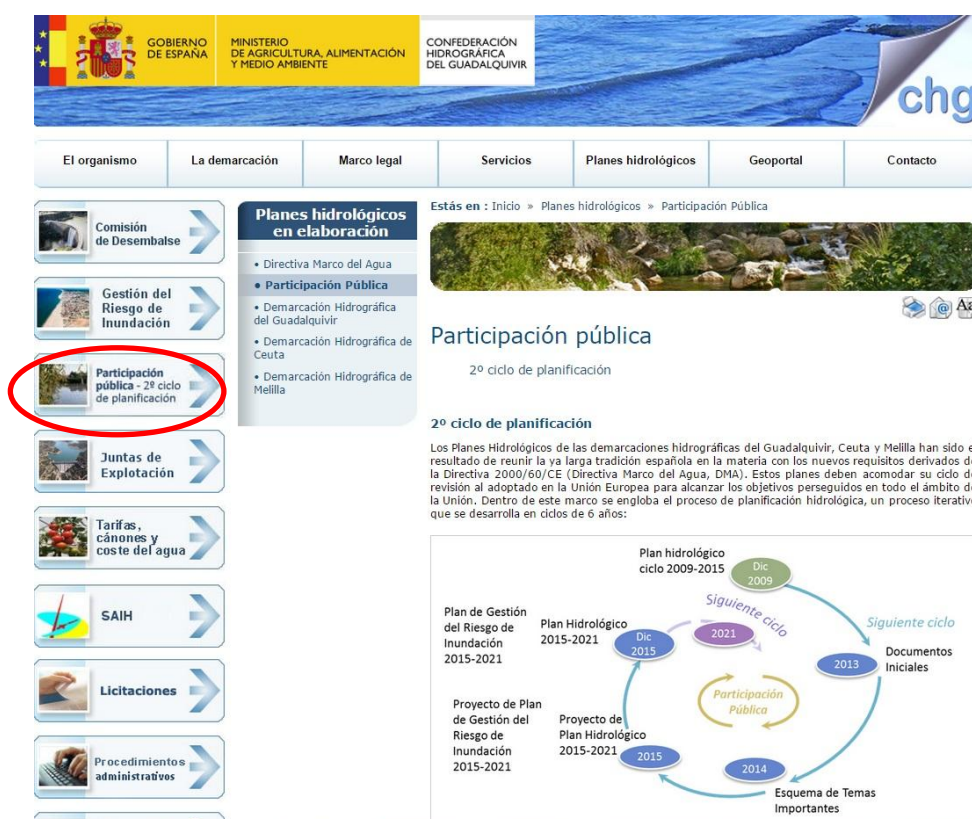 GOBIERNO
DE ESPAÑA
MINISTERIO
DE AGRICULTURA, ALIMENTACIÓN
Y MEDIO AMBIENTE
CONFEDERACIÓN
HIDROGRÁFICA
DEL GUADALQUIVIR
chg
El organismo
La demarcación
Marco legal
Servicios
Planes hidrológicos
Geoportal
Contacto
Comisión
de Desembalse
Gestión del
Riesgo de
Inundación
Participación
pública - 2º ciclo
de planificación
Juntas de
Explotación
Tarifas,
cánones y
coste del agua
SAIH
Licitaciones
Procedimientos
administrativos
Planes hidrológicos
en elaboración
• Directiva Marco del Agua
• Participación Pública
• Demarcación Hidrográfica
del Guadalquivir
• Demarcación Hidrográfica de
Ceuta
• Demarcación Hidrográfica de
Melilla
Estás en : Inicio » Planes hidrológicos » Participación Pública
Aa
Participación pública
2º ciclo de planificación
2º ciclo de planificación
Los Planes Hidrológicos de las demarcaciones hidrográficas del Guadalquivir, Ceuta y Melilla han sido e
resultado de reunir la ya larga tradición española en la materia con los nuevos requisitos derivados de
la Directiva 2000/60/CE (Directiva Marco del Agua, DMA). Estos planes deben acomodar su ciclo de
revisión al adoptado en la Unión Europea para alcanzar los objetivos perseguidos en todo el ámbito de
la Unión. Dentro de este marco se engloba el proceso de planificación hidrológica, un proceso iterativo
que se desarrolla en ciclos de 6 años:
Plan hidrológico
ciclo 2009-2015
Dic
2009
Siguiente ciclo
2021
Siguiente ciclo
Plan de Gestión
del Riesgo de
Inundación
2015-2021
Plan Hidrológico
2015-2021
Dic
2015
2013
Documentos
Iniciales
Participación
Pública
Proyecto de Plan
de Gestión del
Riesgo de
Inundación
2015-2021
Proyecto de
Plan Hidrológico
2015-2021
2015
2014
Esquema de Temas
Importantes